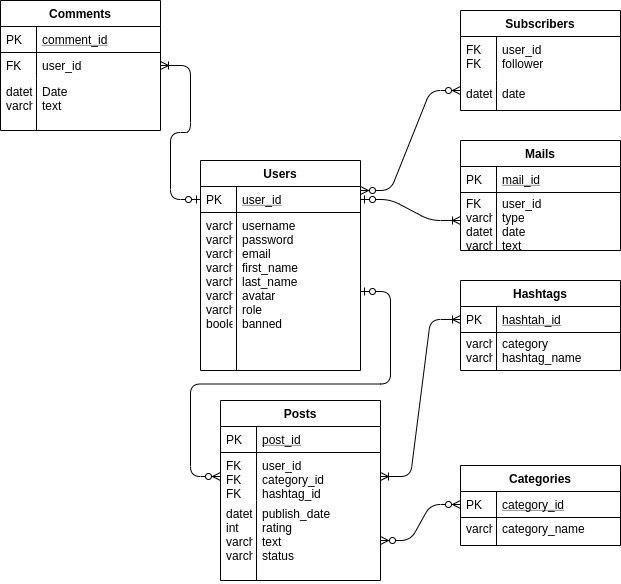 Comments
PK comment_id
FK user_id
datet Date
varch text
Subscribers
FK user_id
FK follower
datet date
Mails
PK mail_id
FK user_id
varch type
datet date
varch text
Users
PK user_id
varch username
varch password
varch email
varch first_name
varch last_name
varch avatar
varch role
boole banned
Hashtags
PK hashtah_id
varch category
varch hashtag_name
Posts
PK post_id
FK user_id
FK category_id
FK hashtag_id
datet publish_date
int rating
varch text
varch status
Categories
PK category_id
varch category_name